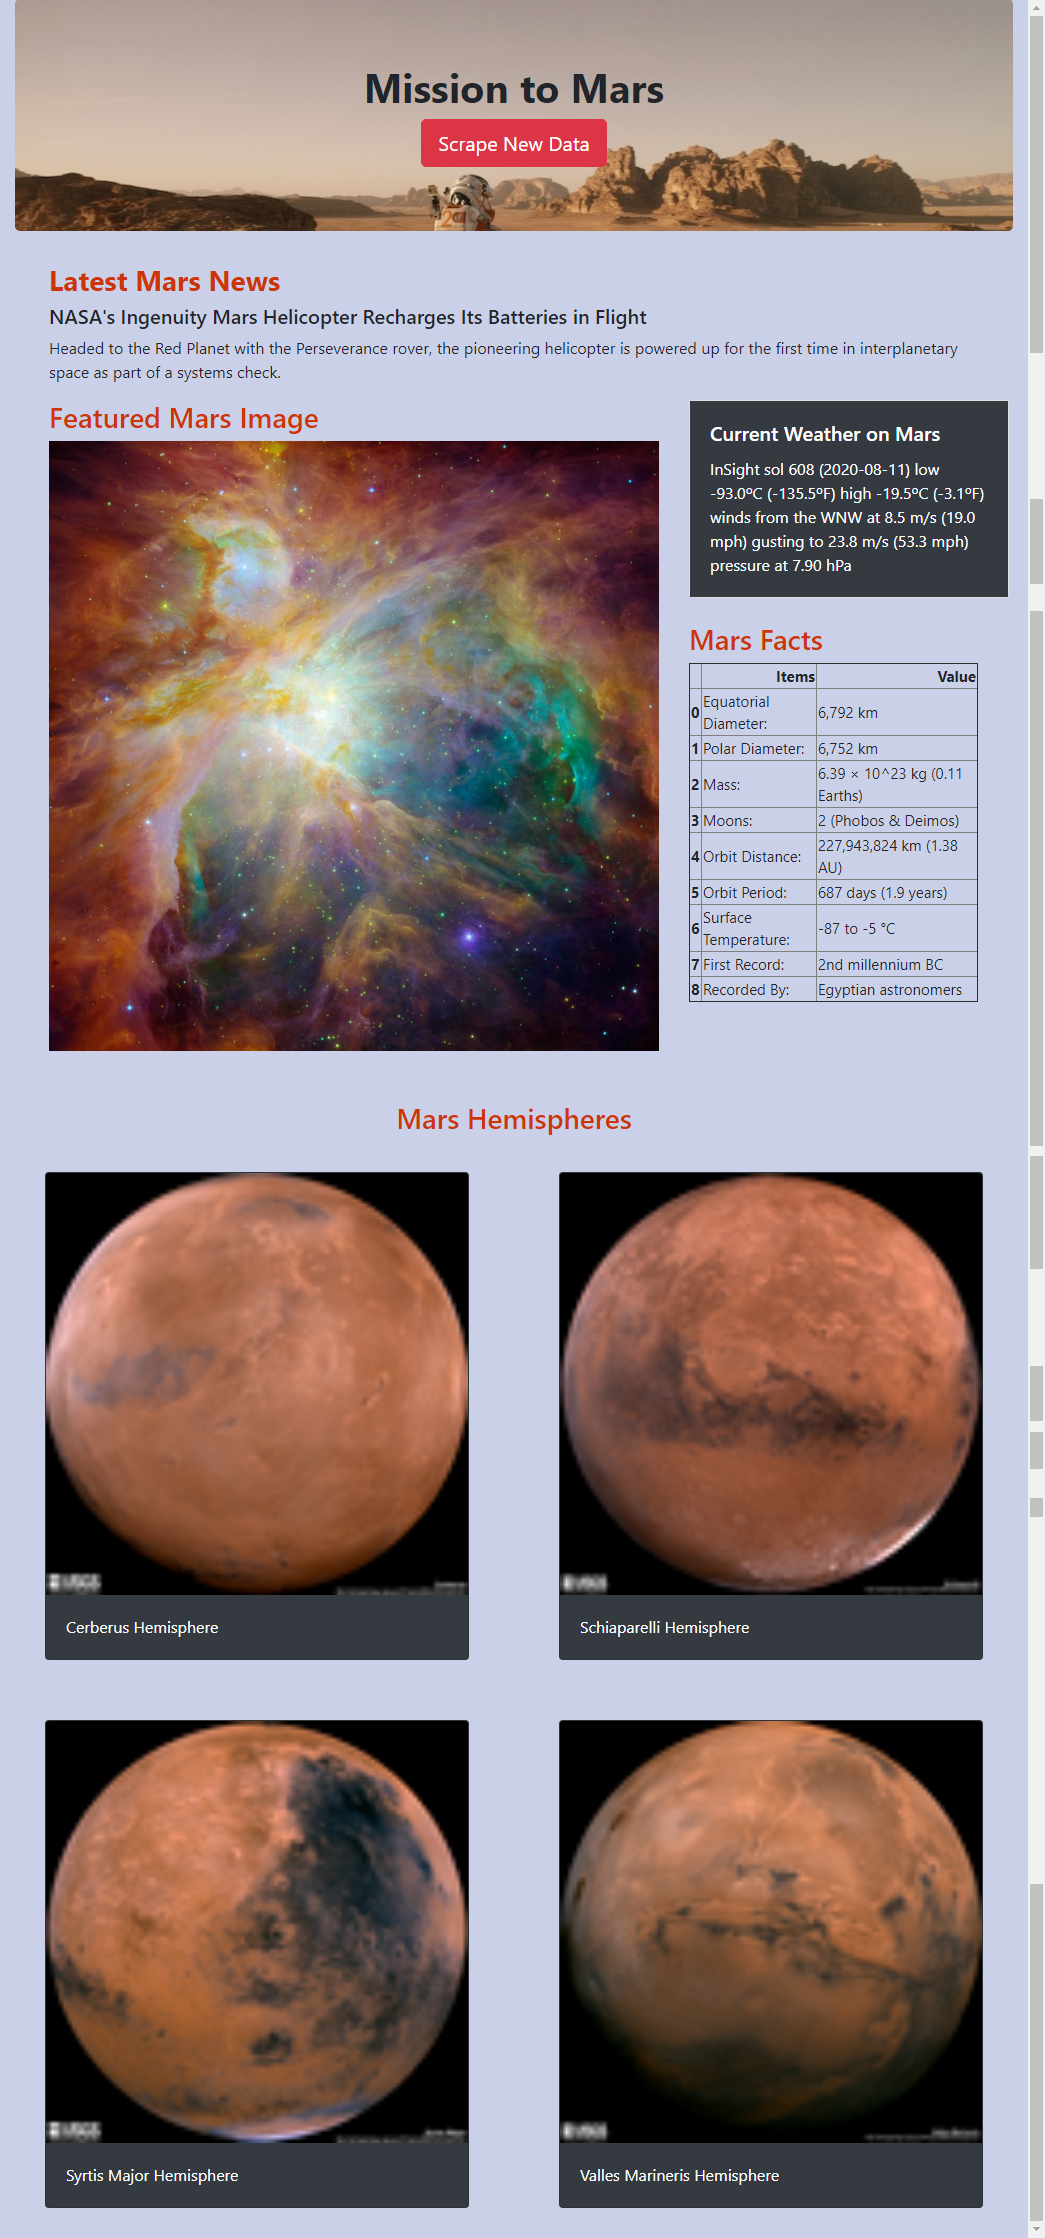 Mission to Mars
Scrape New Data
Latest Mars News
NASA's Ingenuity Mars Helicopter Recharges Its Batteries in Flight
Headed to the Red Planet with the Perseverance rover, the pioneering helicopter is powered up for the first time in interplanetary
space as part of a systems check.
Featured Mars Image
Current Weather on Mars
InSight sol 608 (2020-08-11) low
-93.0ºC (-135.5ºF) high -19.5ºC (-3.1ºF)
winds from the WNW at 8.5 m/s (19.0
mph) gusting to 23.8 m/s (53.3 mph)
pressure at 7.90 hPa
Mars Facts
Items Value
0 Equatorial Diameter: 6,792 km
1 Polar Diameter: 6,752 km
2 Mass: 6.39 × 10^23 kg (0.11 Earths)
3 Moons: 2 (Phobos & Deimos)
4 Orbit Distance: 227,943,824 km (1.38 AU)
5 Orbit Period: 687 days (1.9 years)
6 Surface Temperature: -87 to -5 °C
7 First Record: 2nd millennium BC
8 Recorded By: Egyptian astronomers
Mars Hemispheres
USGS
USGS
Cerberus Hemisphere
Schiaparelli Hemisphere
USGS
USGS
Syrtis Major Hemisphere
Valles Marineris Hemisphere